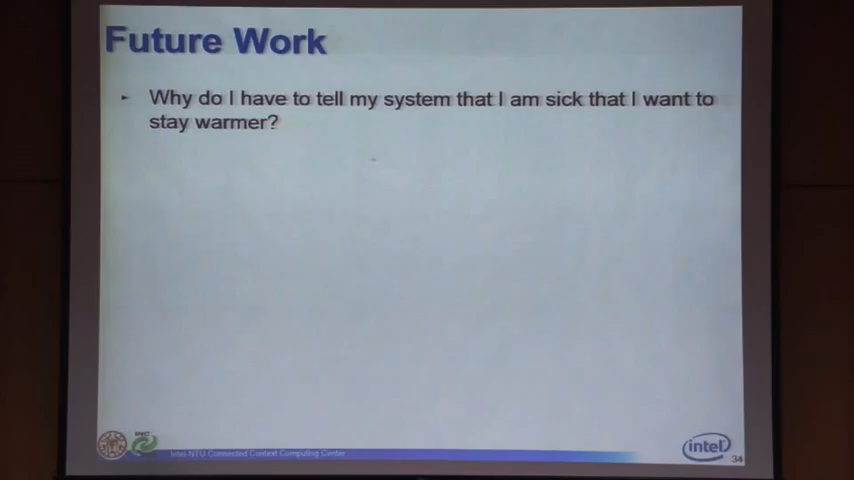 Future Work
Why do I have to tell my system that I am sick that I want to
stay warmer?
Intel-NTU Connected Context Computing Center
intel
34